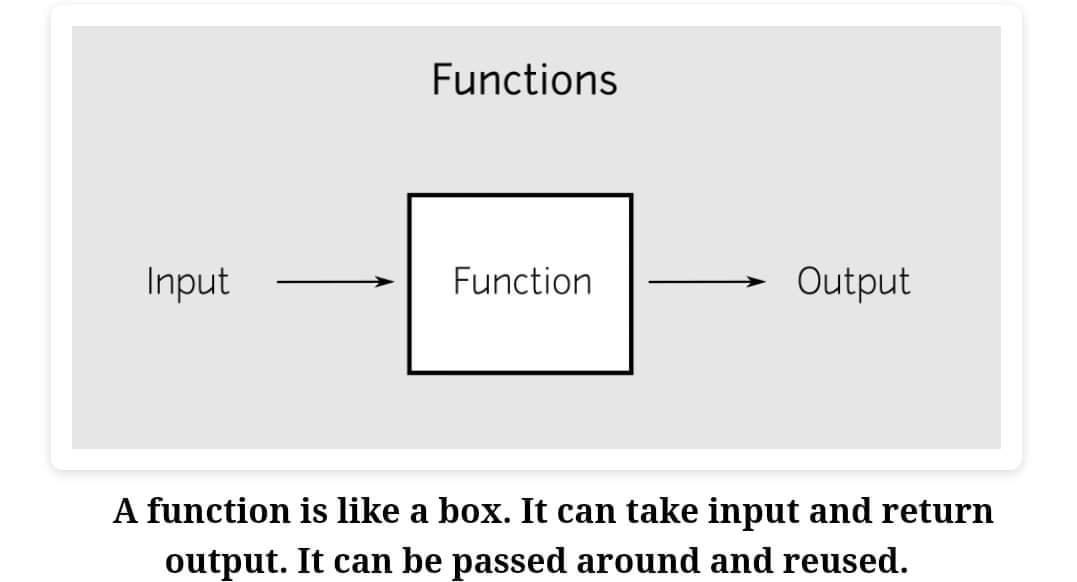 Functions
Input
Function
Output
A function is like a box. It can take input and return
output. It can be passed around and reused.